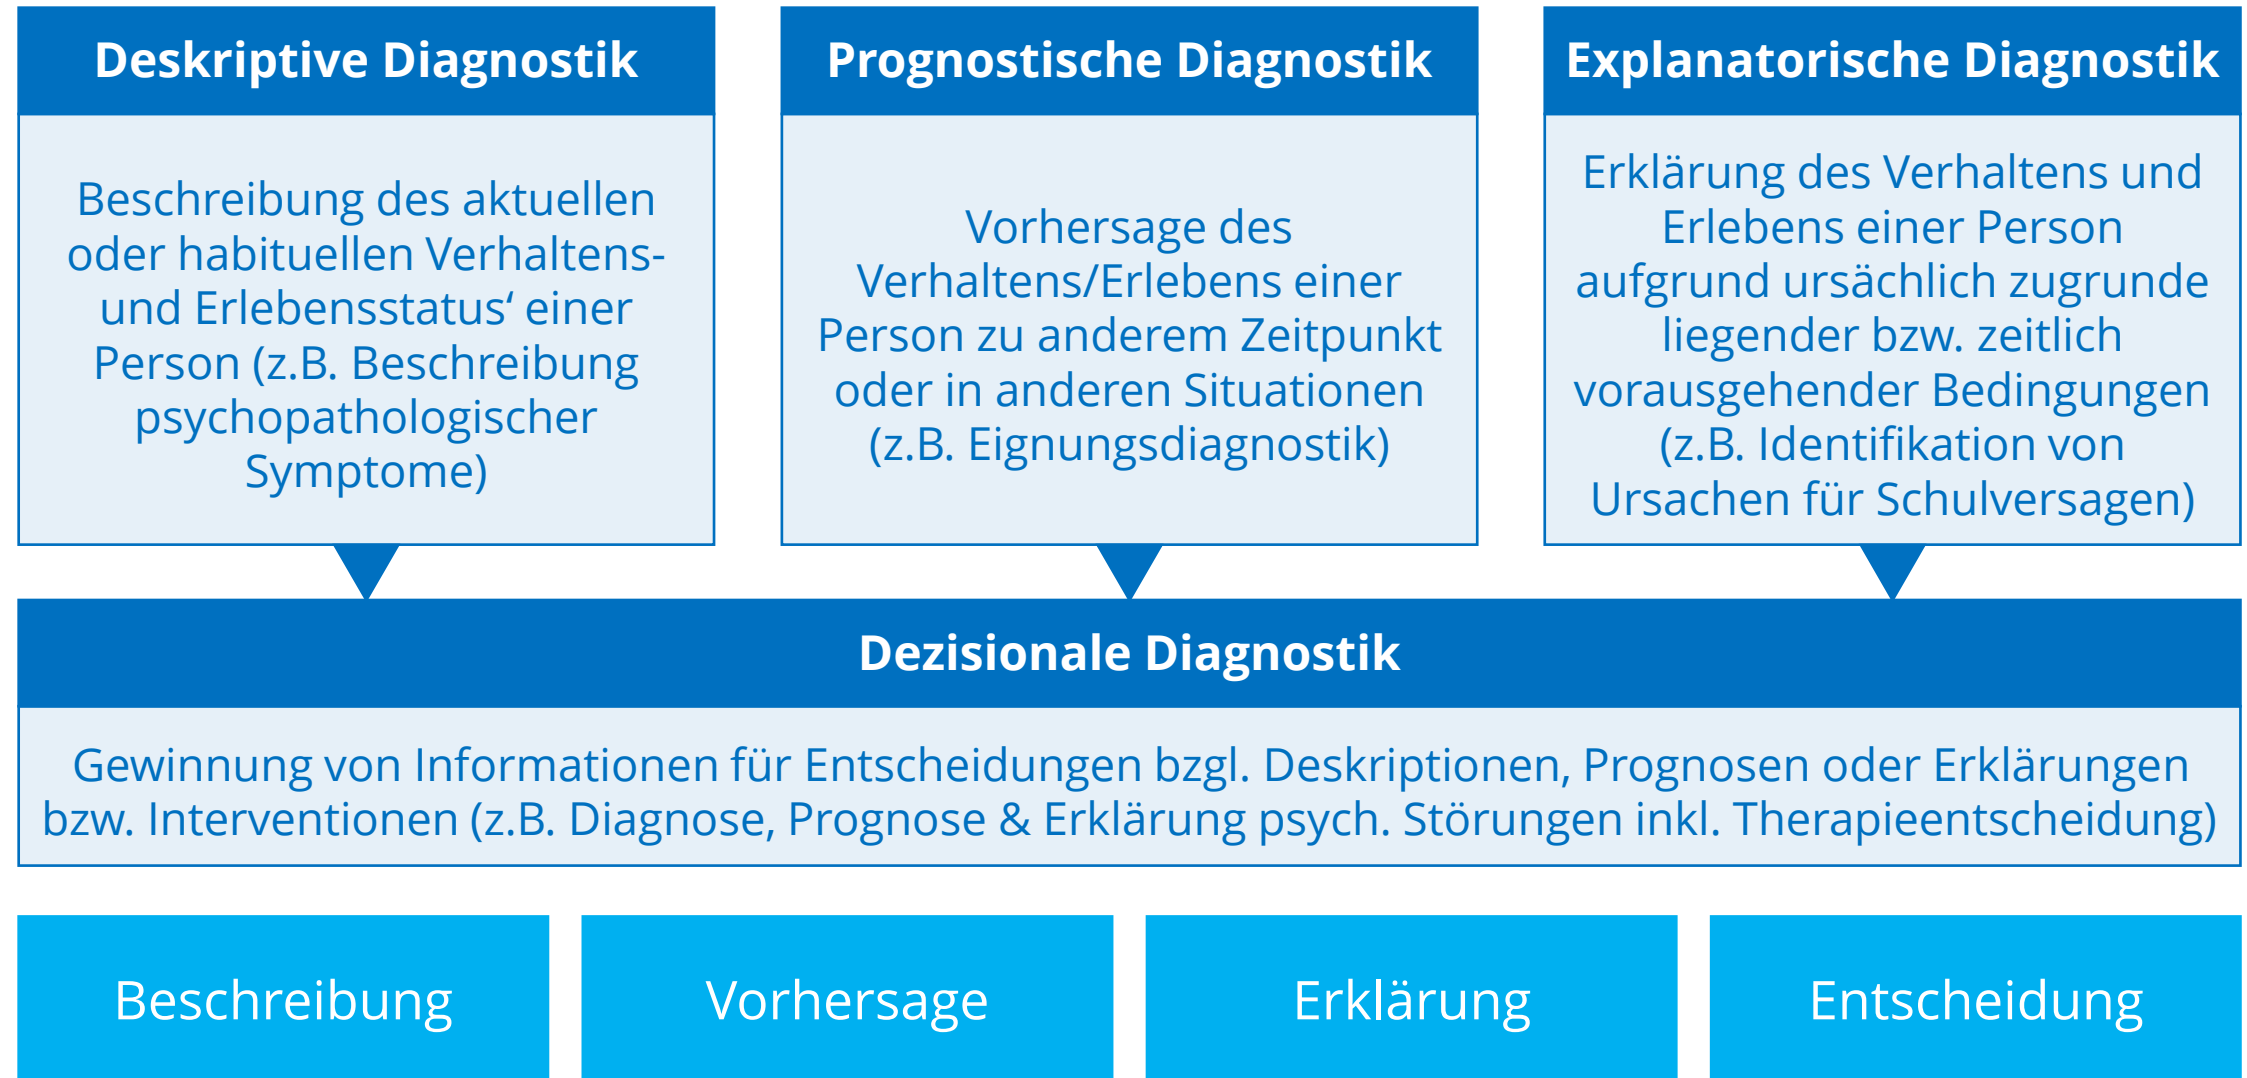 Deskriptive Diagnostik
Beschreibung des aktuellen
oder habituellen Verhaltens-
und Erlebensstatus‘ einer
Person (z.B. Beschreibung
psychopathologischer
Symptome)
Prognostische Diagnostik
Vorhersage des
Verhaltens/Erlebens einer
Person zu anderem Zeitpunkt
oder in anderen Situationen
(z.B. Eignungsdiagnostik)
Explanatorische Diagnostik
Erklärung des Verhaltens und
Erlebens einer Person
aufgrund ursächlich zugrunde
liegender bzw. zeitlich
vorausgehender Bedingungen
(z.B. Identifikation von
Ursachen für Schulversagen)
Dezisionale Diagnostik
Gewinnung von Informationen für Entscheidungen bzgl. Deskriptionen, Prognosen oder Erklärungen
bzw. Interventionen (z.B. Diagnose, Prognose & Erklärung psych. Störungen inkl. Therapieentscheidung)
Beschreibung
Vorhersage
Erklärung
Entscheidung